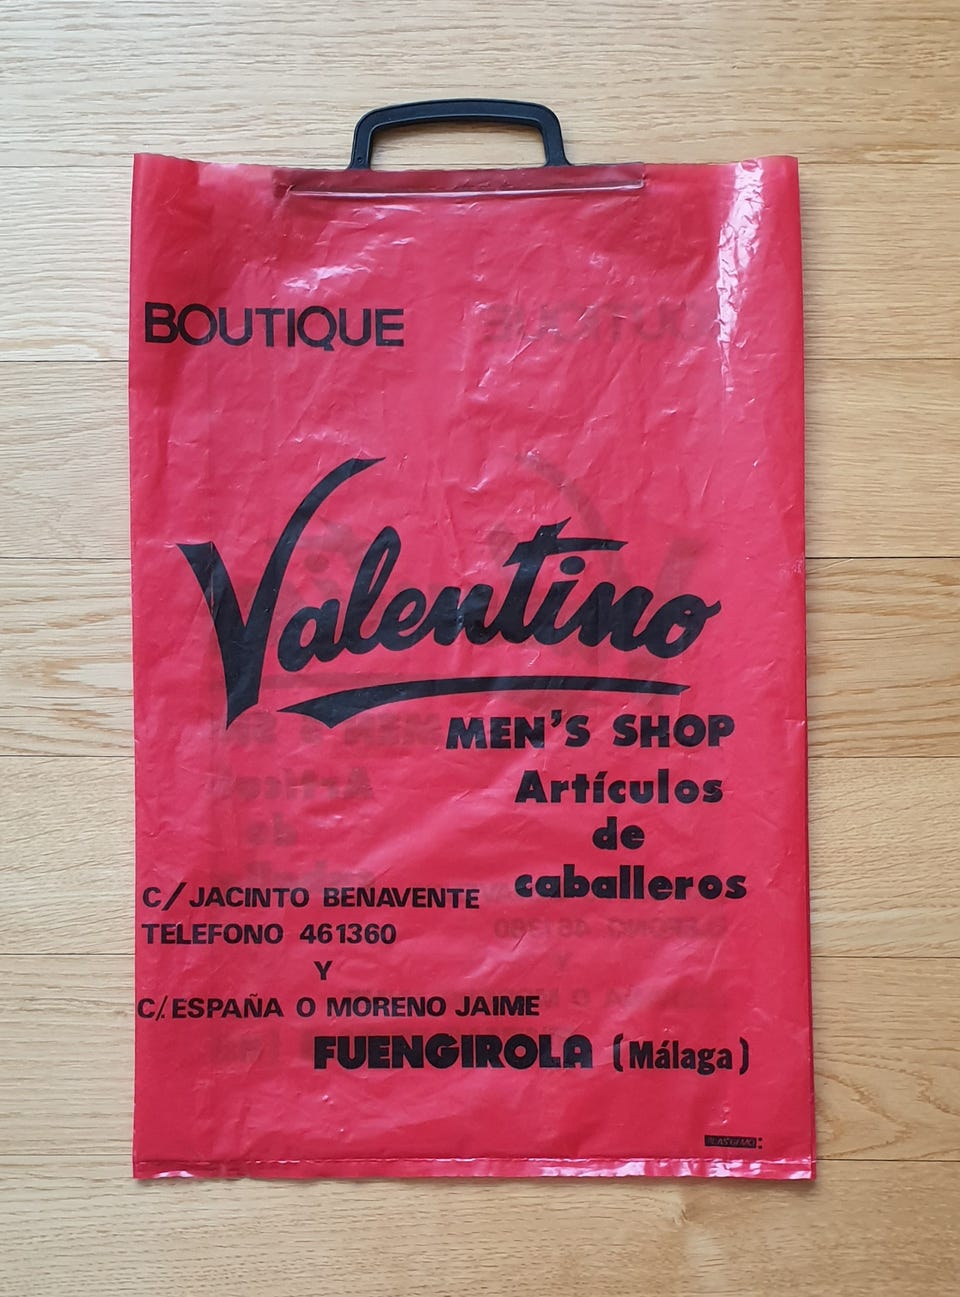 BOUTIQUE
Valentino
MEN'S SHOP
Artículos
de
caballeros
C/JACINTO BENAVENTE
TELEFONO 461360
Y
C/. ESPAÑA O MORENO JAIME
FUENGIROLA (Málaga)